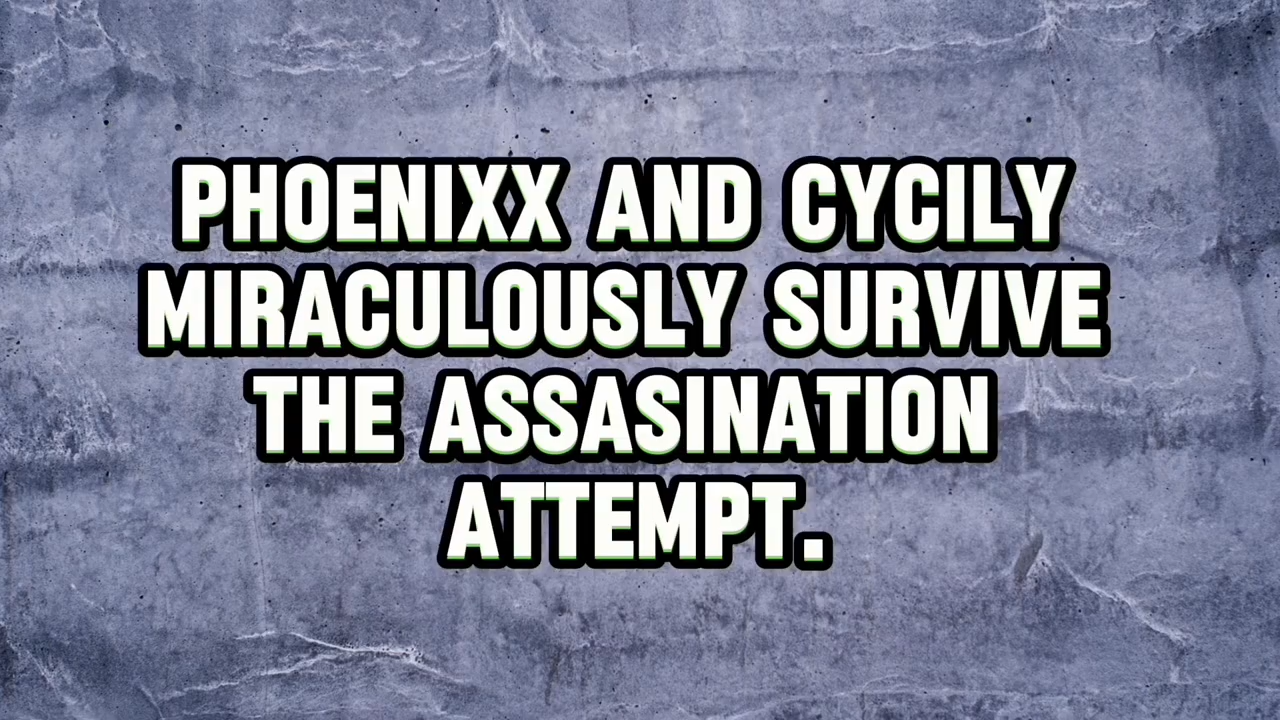 PHOENIXX AND CYCILY
MIRACULOUSLY SURVIVE
THE ASSASINATION
ATTEMPT.